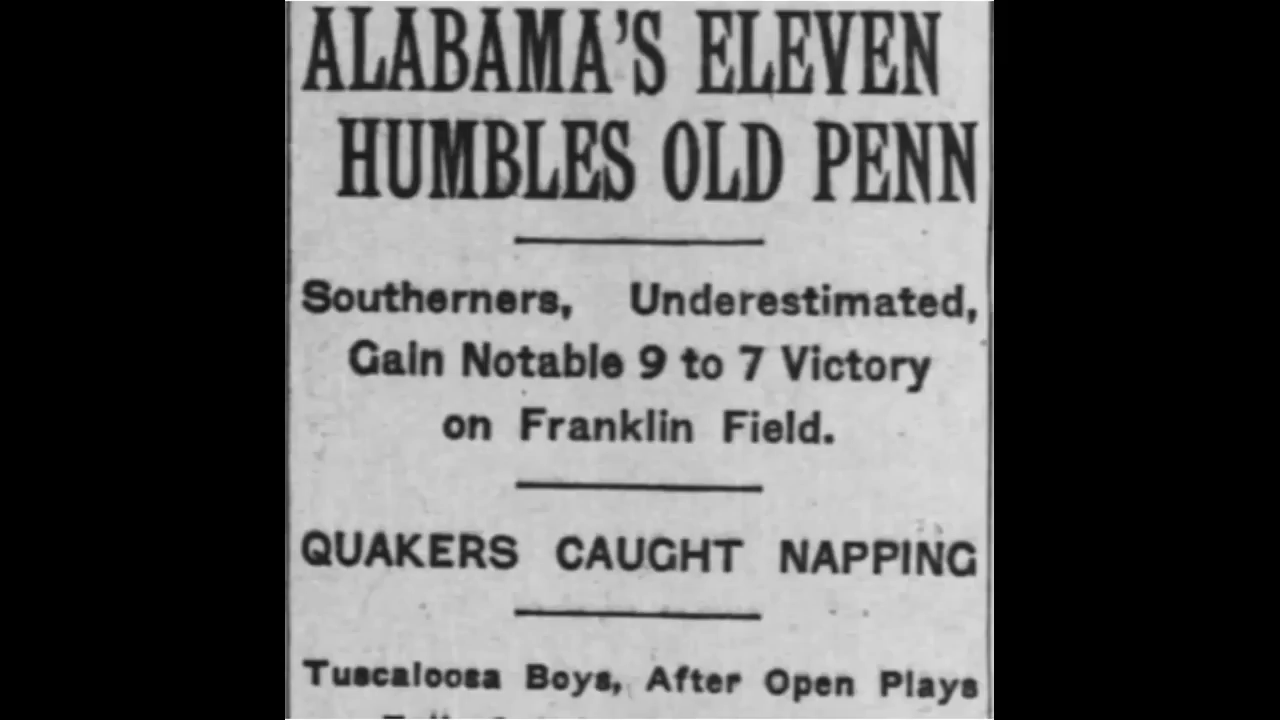 ALABAMA'S ELEVEN
HUMBLES OLD PENN
Southerners, Underestimated,
Gain Notable 9 to 7 Victory
on Franklin Field.
QUAKERS CAUGHT NAPPING
Tuscaloosa Boys, After Open Plays